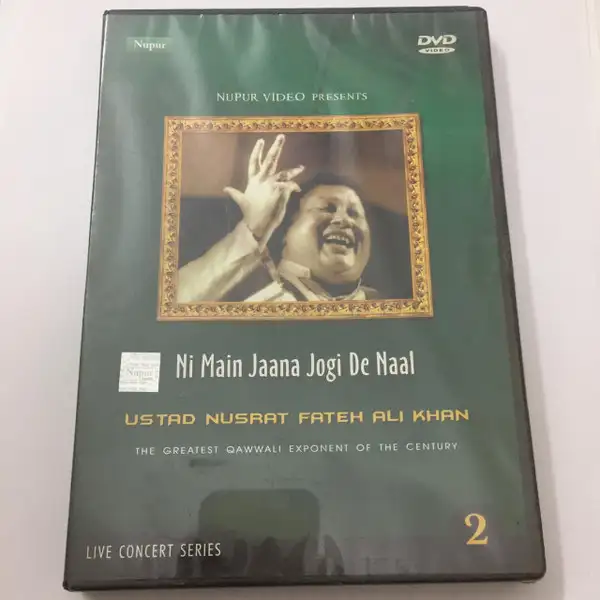 Nupur
DVD
VIDEO
NUPUR VIDEO PRESENTS
Ni Main Jaana Jogi De Naal
Nupur
USTAD NUSRAT FATEH ALI KHAN
THE GREATEST QAWWALI EXPONENT OF THE CENTURY
2
LIVE CONCERT SERIES